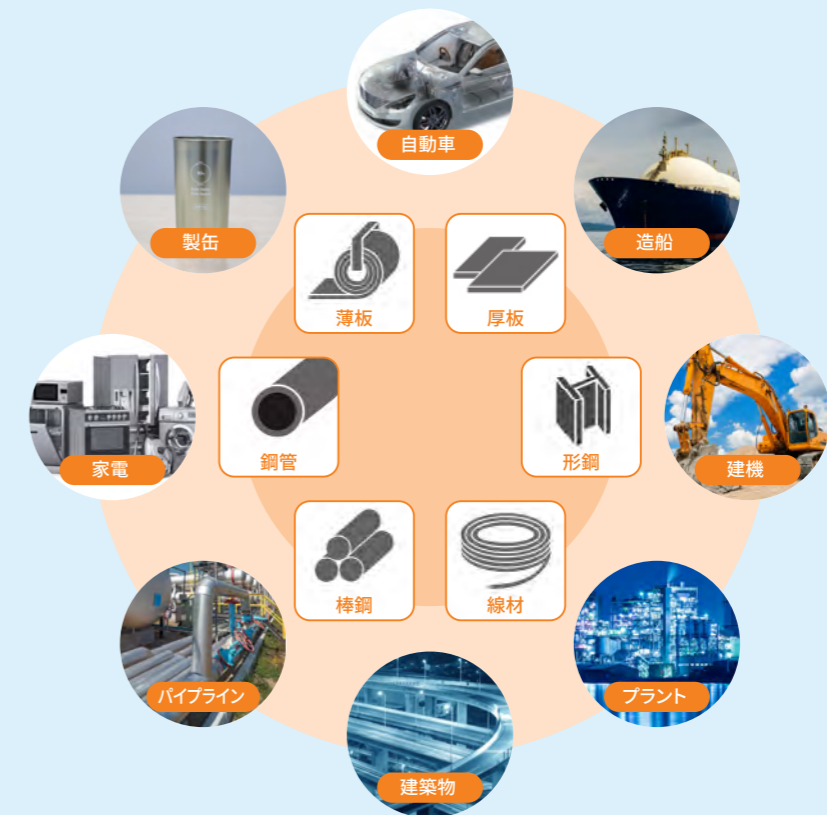 自動車
製缶
造船
薄板
厚板
家電
鋼管
形鋼
建機
棒鋼
線材
パイプライン
プラント
建築物